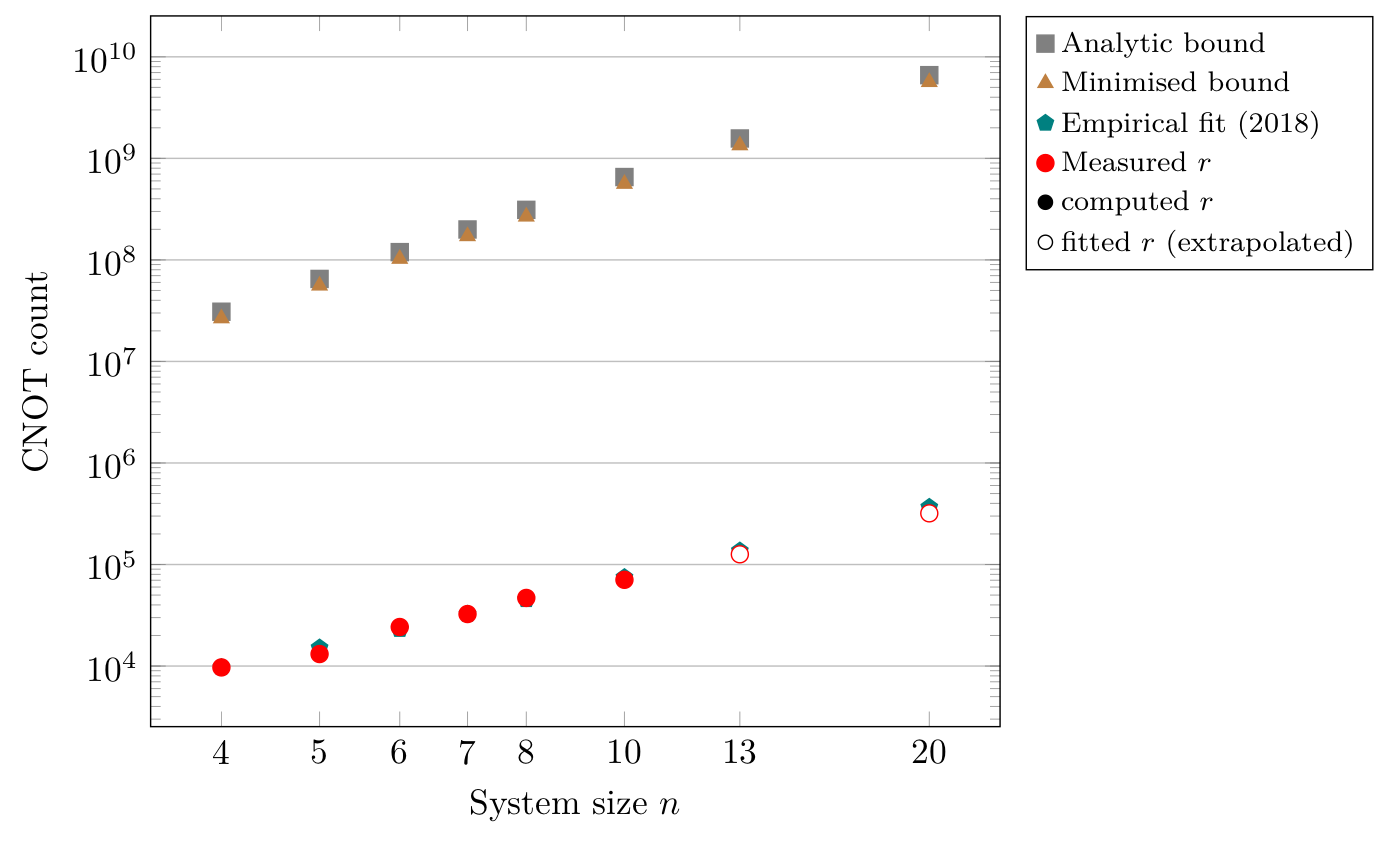 10^10
10^9
10^8
10^7
10^6
10^5
10^4
CNOT count
4 5 6 7 8 10 13 20
System size n
Analytic bound
Minimised bound
Empirical fit (2018)
Measured r
computed r
fitted r (extrapolated)